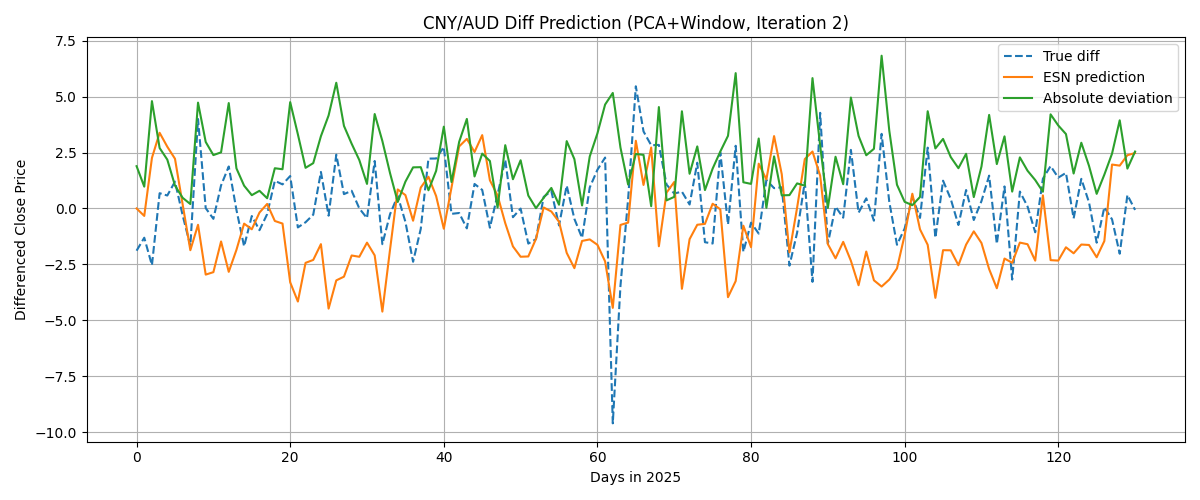 CNY/AUD Diff Prediction (PCA+Window, Iteration 2)
True diff
ESN prediction
Absolute deviation
Differenced Close Price
7.5
5.0
2.5
0.0
−2.5
−5.0
−7.5
−10.0
0 20 40 60 80 100 120
Days in 2025